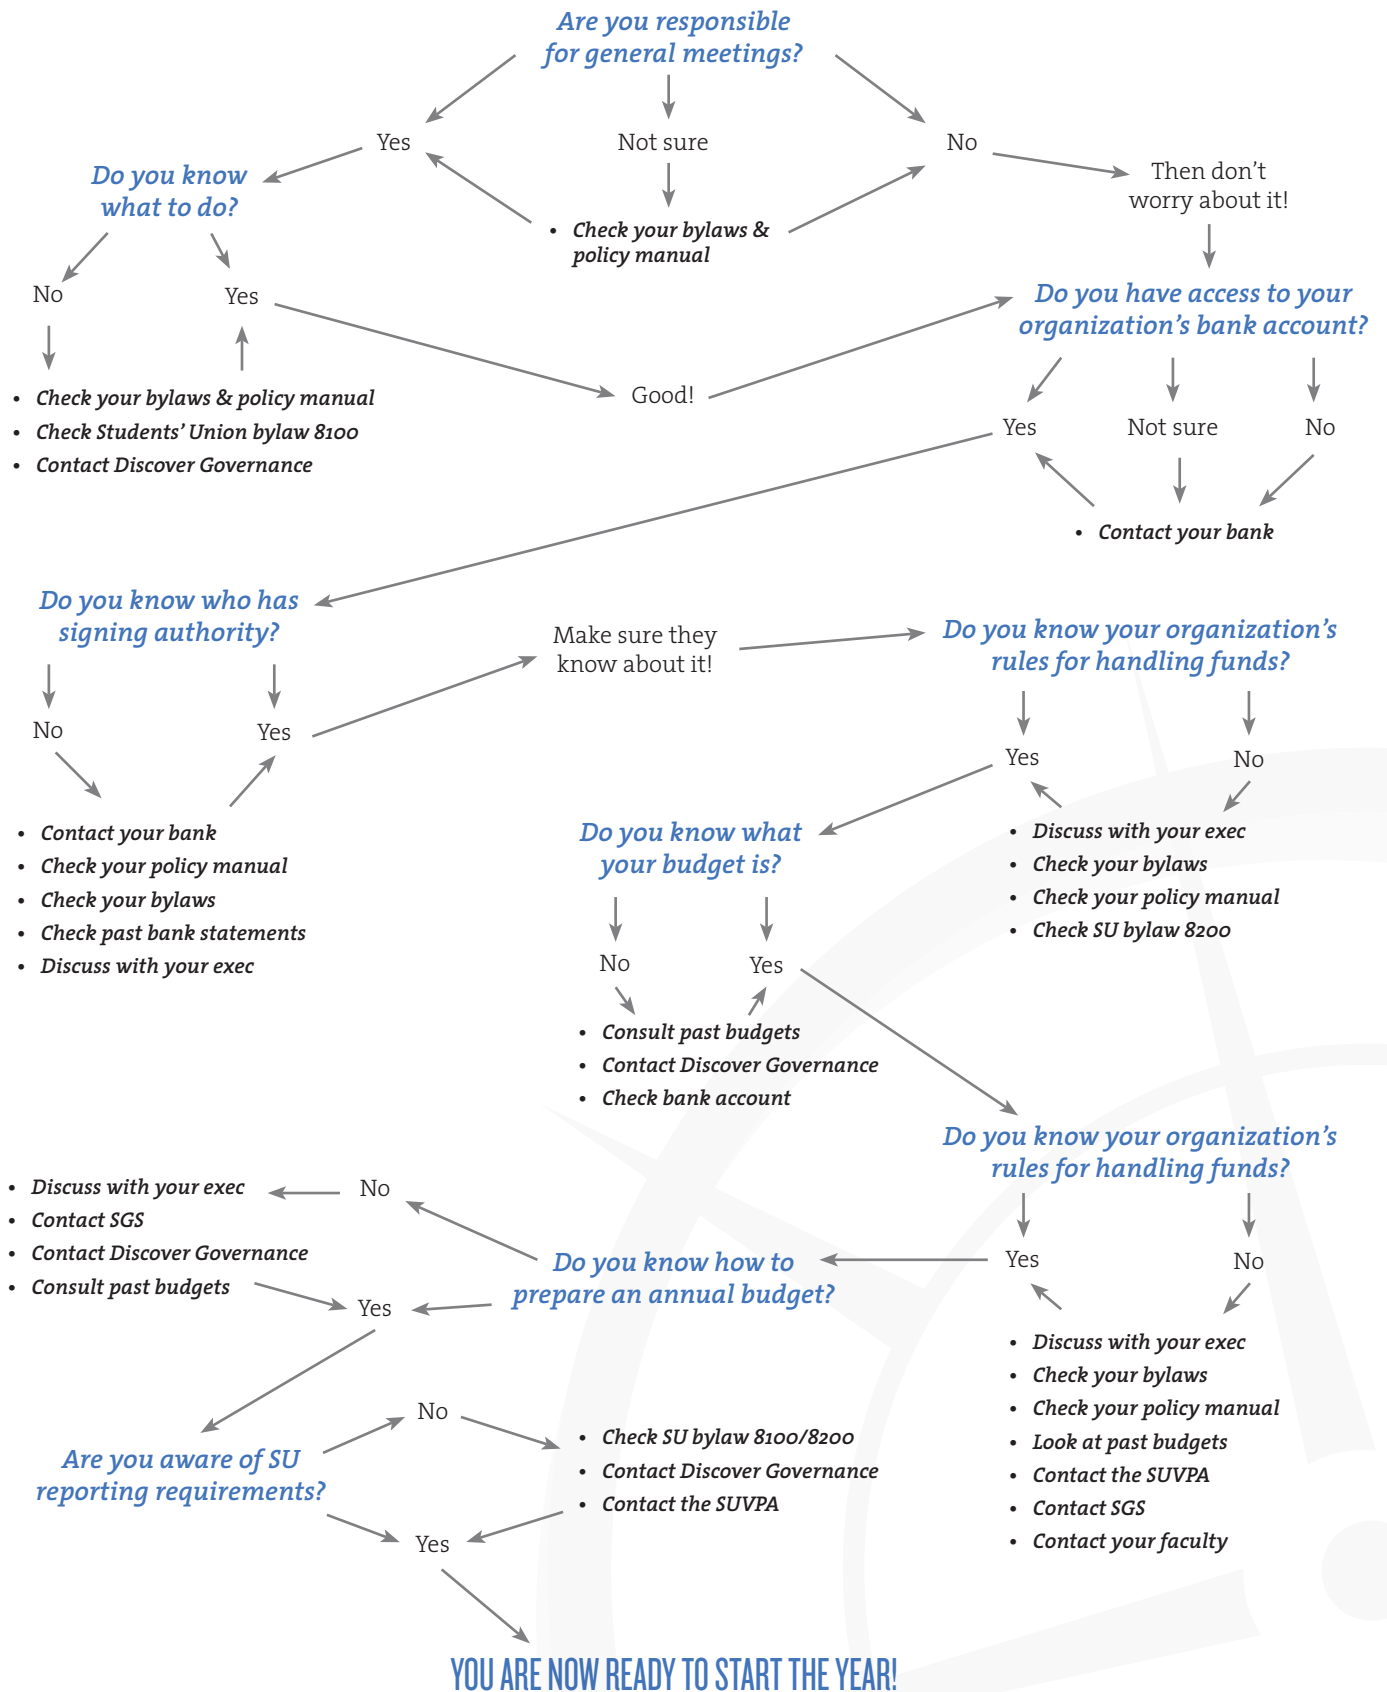 Are you responsible
for general meetings?
Yes
Not sure
No
Then don't
worry about it!
Do you know
what to do?
• Check your bylaws &
policy manual
No
Yes
Do you have access to your
organization's bank account?
• Check your bylaws & policy manual
• Check Students' Union bylaw 8100
• Contact Discover Governance
Good!
Yes
Not sure
No
• Contact your bank
Do you know who has
signing authority?
Make sure they
know about it!
Do you know your organization's
rules for handling funds?
No
Yes
Yes
No
• Contact your bank
• Check your policy manual
• Check your bylaws
• Check past bank statements
• Discuss with your exec
Do you know what
your budget is?
• Discuss with your exec
• Check your bylaws
• Check your policy manual
• Check SU bylaw 8200
No
Yes
• Consult past budgets
• Contact Discover Governance
• Check bank account
Do you know your organization's
rules for handling funds?
• Discuss with your exec
• Contact SGS
• Contact Discover Governance
• Consult past budgets
No
Yes
Do you know how to
prepare an annual budget?
Yes
No
• Discuss with your exec
• Check your bylaws
• Check your policy manual
• Look at past budgets
• Contact the SUVPA
• Contact SGS
• Contact your faculty
Are you aware of SU
reporting requirements?
No
Yes
• Check SU bylaw 8100/8200
• Contact Discover Governance
• Contact the SUVPA
YOU ARE NOW READY TO START THE YEAR!